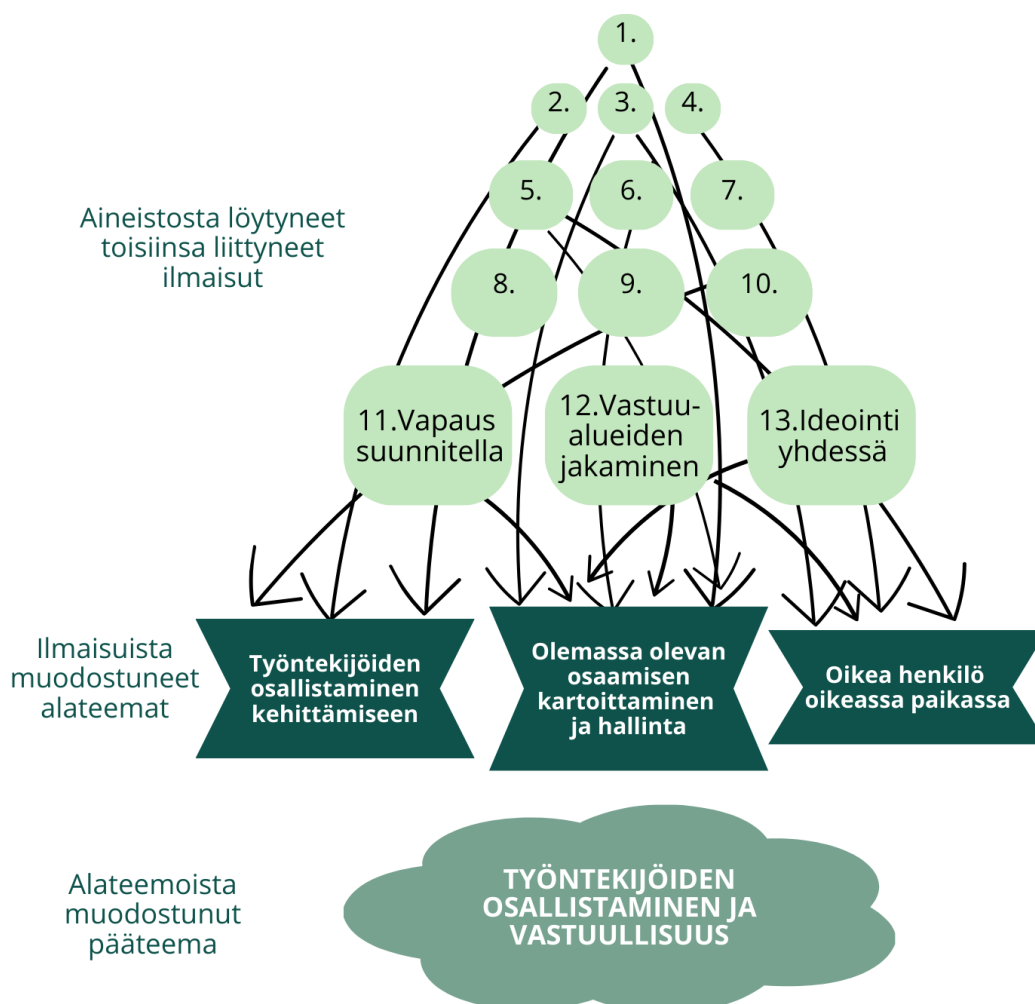 1.
2.
3.
4.
5.
6.
7.
Aineistosta löytyneet
toisiinsa liittyneet
ilmaisut
8.
9.
10.
11.Vapaus
suunnitella
12.Vastuu-
alueiden
jakaminen
13.Ideointi
yhdessä
Ilmaisuista
muodostuneet
alateemat
Työntekijöiden
osallistaminen
kehittämiseen
Olemassa olevan
osaamisen
kartoittaminen
ja hallinta
Oikea henkilö
oikeassa paikassa
Alateemoista
muodostunut
pääteema
TYÖNTEKIJÖIDEN
OSALLISTAMINEN JA
VASTUULLISUUS